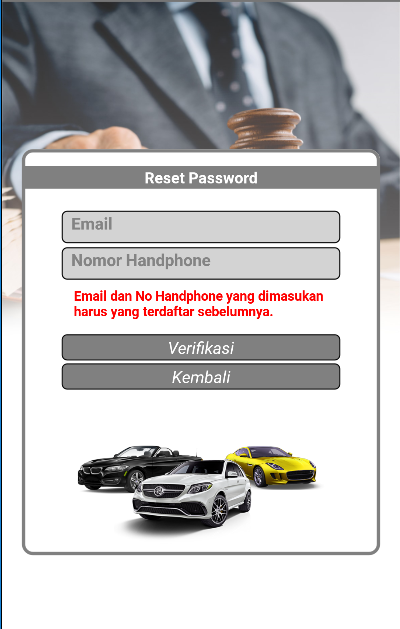 Reset Password
Email
Nomor Handphone
Email dan No Handphone yang dimasukan
harus yang terdaftar sebelumnya.
Verifikasi
Kembali